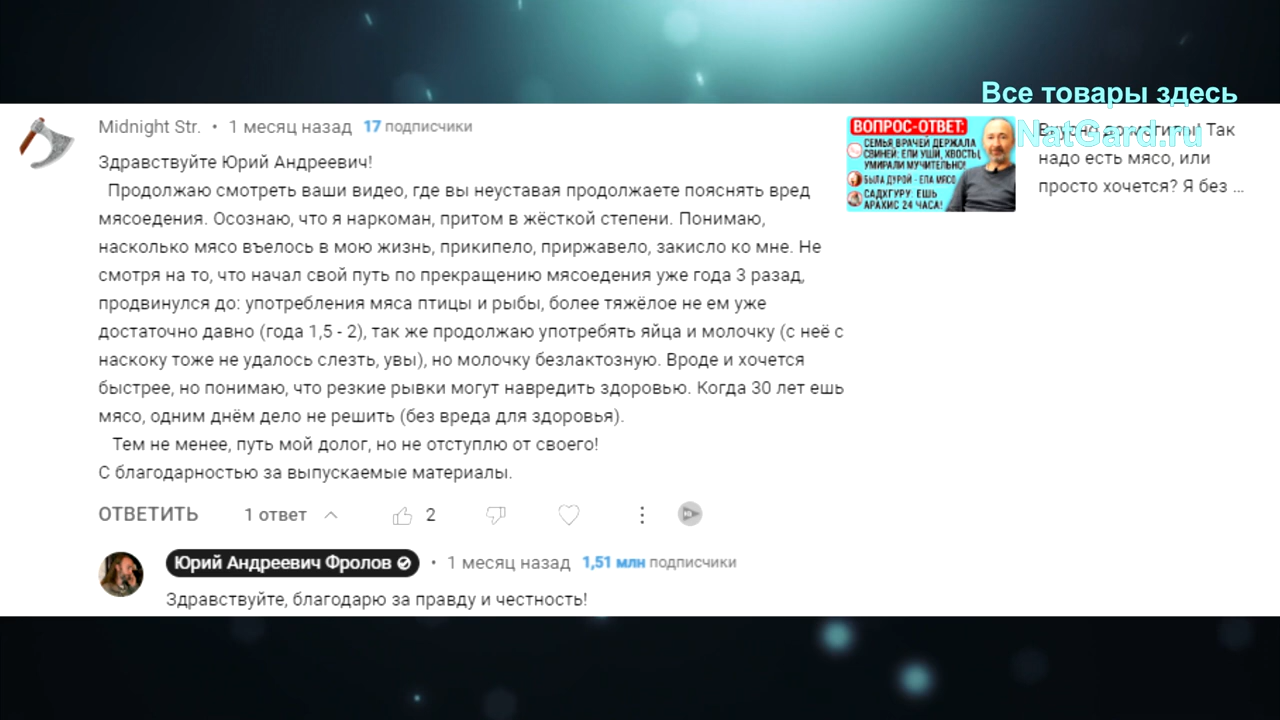 Все товары здесь
NatGard.ru
Midnight Str. • 1 месяц назад 17 подписчики
Здравствуйте Юрий Андреевич!
Продолжаю смотреть ваши видео, где вы неуставая продолжаете пояснять вред
мясоедения. Осознаю, что я наркоман, притом в жёсткой степени. Понимаю,
насколько мясо въелось в мою жизнь, прикипело, приржавело, закисло ко мне. Не
смотря на то, что начал свой путь по прекращению мясоедения уже года 3 разад,
продвинулся до: употребления мяса птицы и рыбы, более тяжёлое не ем уже
достаточно давно (года 1,5 - 2), так же продолжаю употребять яйца и молочку (с неё с
наскоку тоже не удалось слезть, увы), но молочку безлактозную. Вроде и хочется
быстрее, но понимаю, что резкие рывки могут навредить здоровью. Когда 30 лет ешь
мясо, одним днём дело не решить (без вреда для здоровья).
Тем не менее, путь мой долог, но не отступлю от своего!
С благодарностью за выпускаемые материалы.
ОТВЕТИТЬ 1 ответ 2
Юрий Андреевич Фролов • 1 месяц назад 1,51 млн подписчики
Здравствуйте, благодарю за правду и честность!
ВОПРОС-ОТВЕТ:
СЕМЬЯ ВРАЧЕЙ ДЕРЖАЛА
СВИНЕЙ: ЕЛИ УШИ, ХВОСТЫ,
УМИРАЛИ МУЧИТЕЛЬНО!
БЫЛА ДУРОЙ - ЕЛА МЯСО
САДХГУРУ: ЕШЬ
АРАХИС 24 ЧАСА!
Вкусно до могилы! Так
надо есть мясо, или
просто хочется? Я без ...